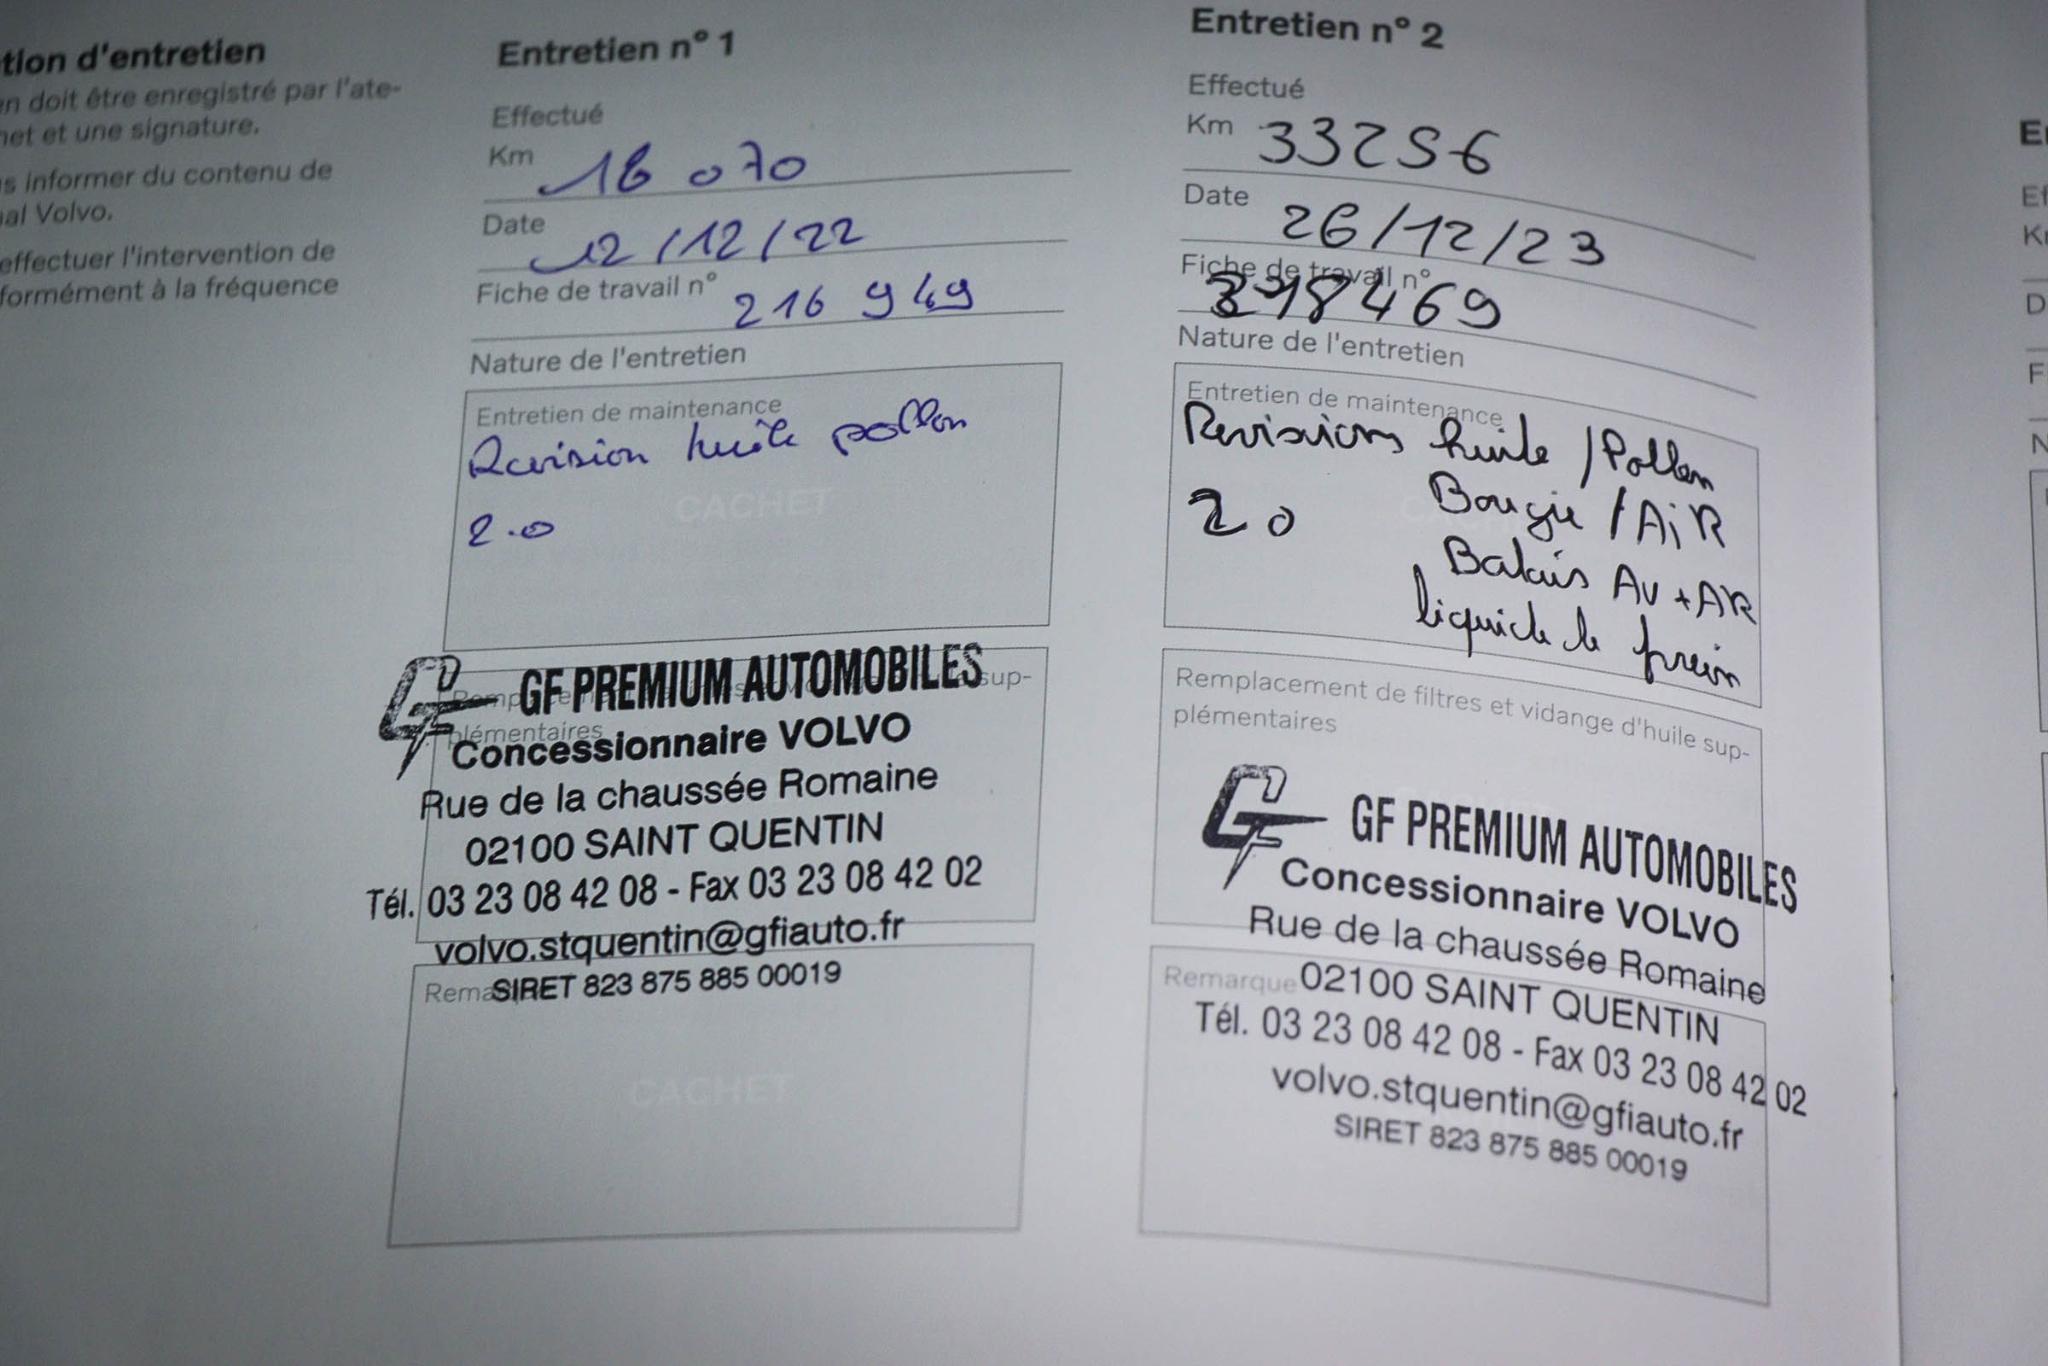 tion d'entretien
en doit être enregistré par l'ate-
het et une signature.
s informer du contenu de
al Volvo.
effectuer l'intervention de
formément à la fréquence
Entretien n° 1
Effectué
Km 16 070
Date 12/12/22
Fiche de travail n° 216 949
Nature de l'entretien
Entretien de maintenance
Revision huile pollen
2.0
CACHET
GF PREMIUM AUTOMOBILES
plémentaires
Concessionnaire VOLVO
Rue de la chaussée Romaine
02100 SAINT QUENTIN
Tél. 03 23 08 42 08 - Fax 03 23 08 42 02
volvo.stquentin@gfiauto.fr
SIRET 823 875 885 00019
CACHET
Entretien n° 2
Effectué
Km 33256
Date 26/12/23
Fiche de travail n°
Nature de l'entretien
Entretien de maintenance
Revisions huile / Pollen
20 Bougie / AiR
Balais AV + AR
liquide de frein
Remplacement de filtres et vidange d'huile sup-
plémentaires
GF PREMIUM AUTOMOBILES
Concessionnaire VOLVO
Rue de la chaussée Romaine
Remarque 02100 SAINT QUENTIN
Tél. 03 23 08 42 08 - Fax 03 23 08 42 02
volvo.stquentin@gfiauto.fr
SIRET 823 875 885 00019